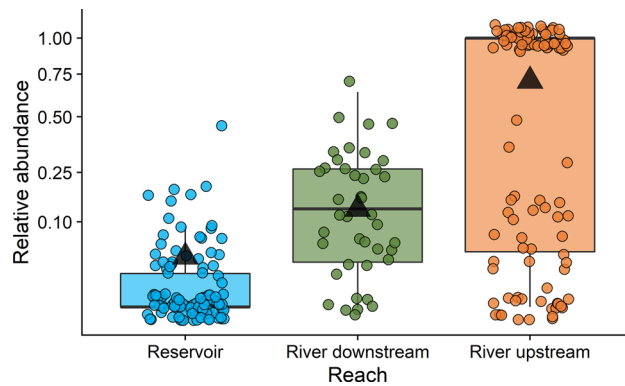 Relative abundance
1.00
0.75
0.50
0.25
0.10
Reservoir
River downstream
River upstream
Reach